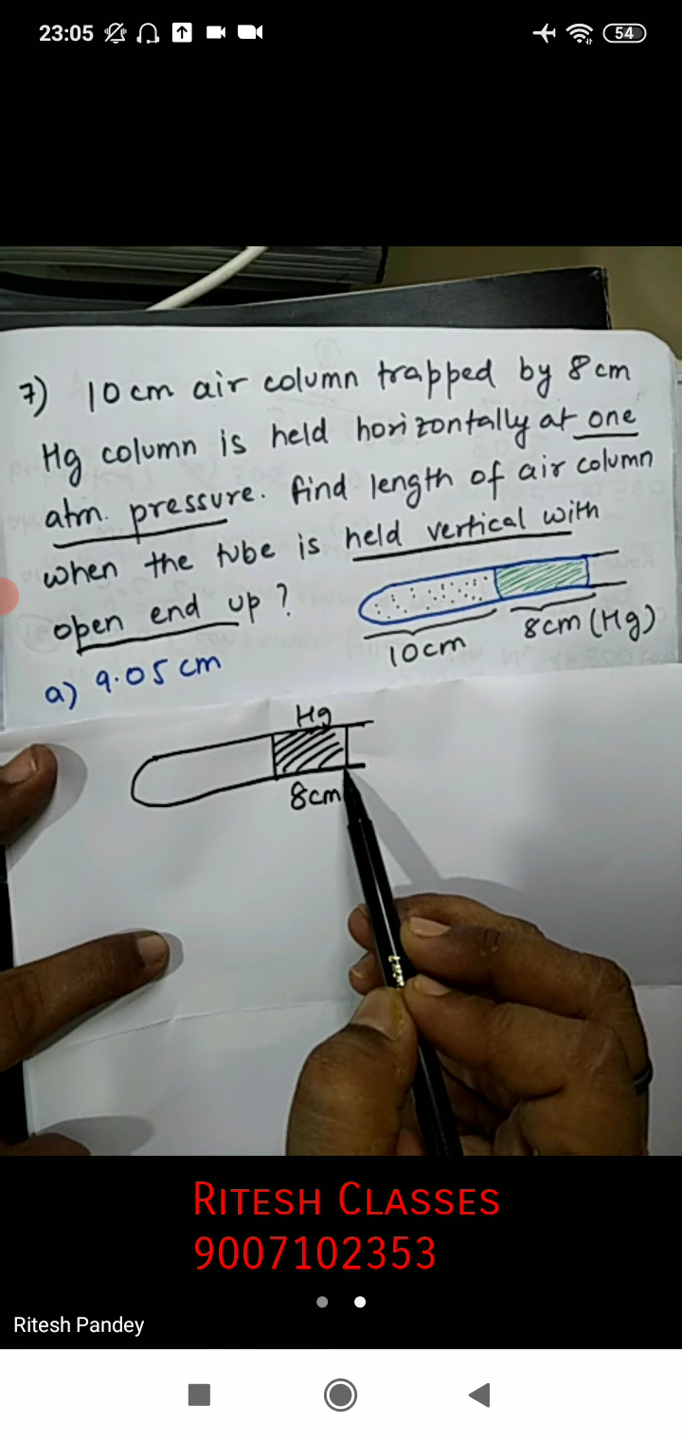 23:05
54
7) 10 cm air column trapped by 8 cm
Hg column is held horizontally at one
atm. pressure. find length of air column
when the tube is held vertical with
open end up?
10cm
8cm (Hg)
a) 9.05 cm
Hg
8cm
RITESH CLASSES
9007102353
Ritesh Pandey